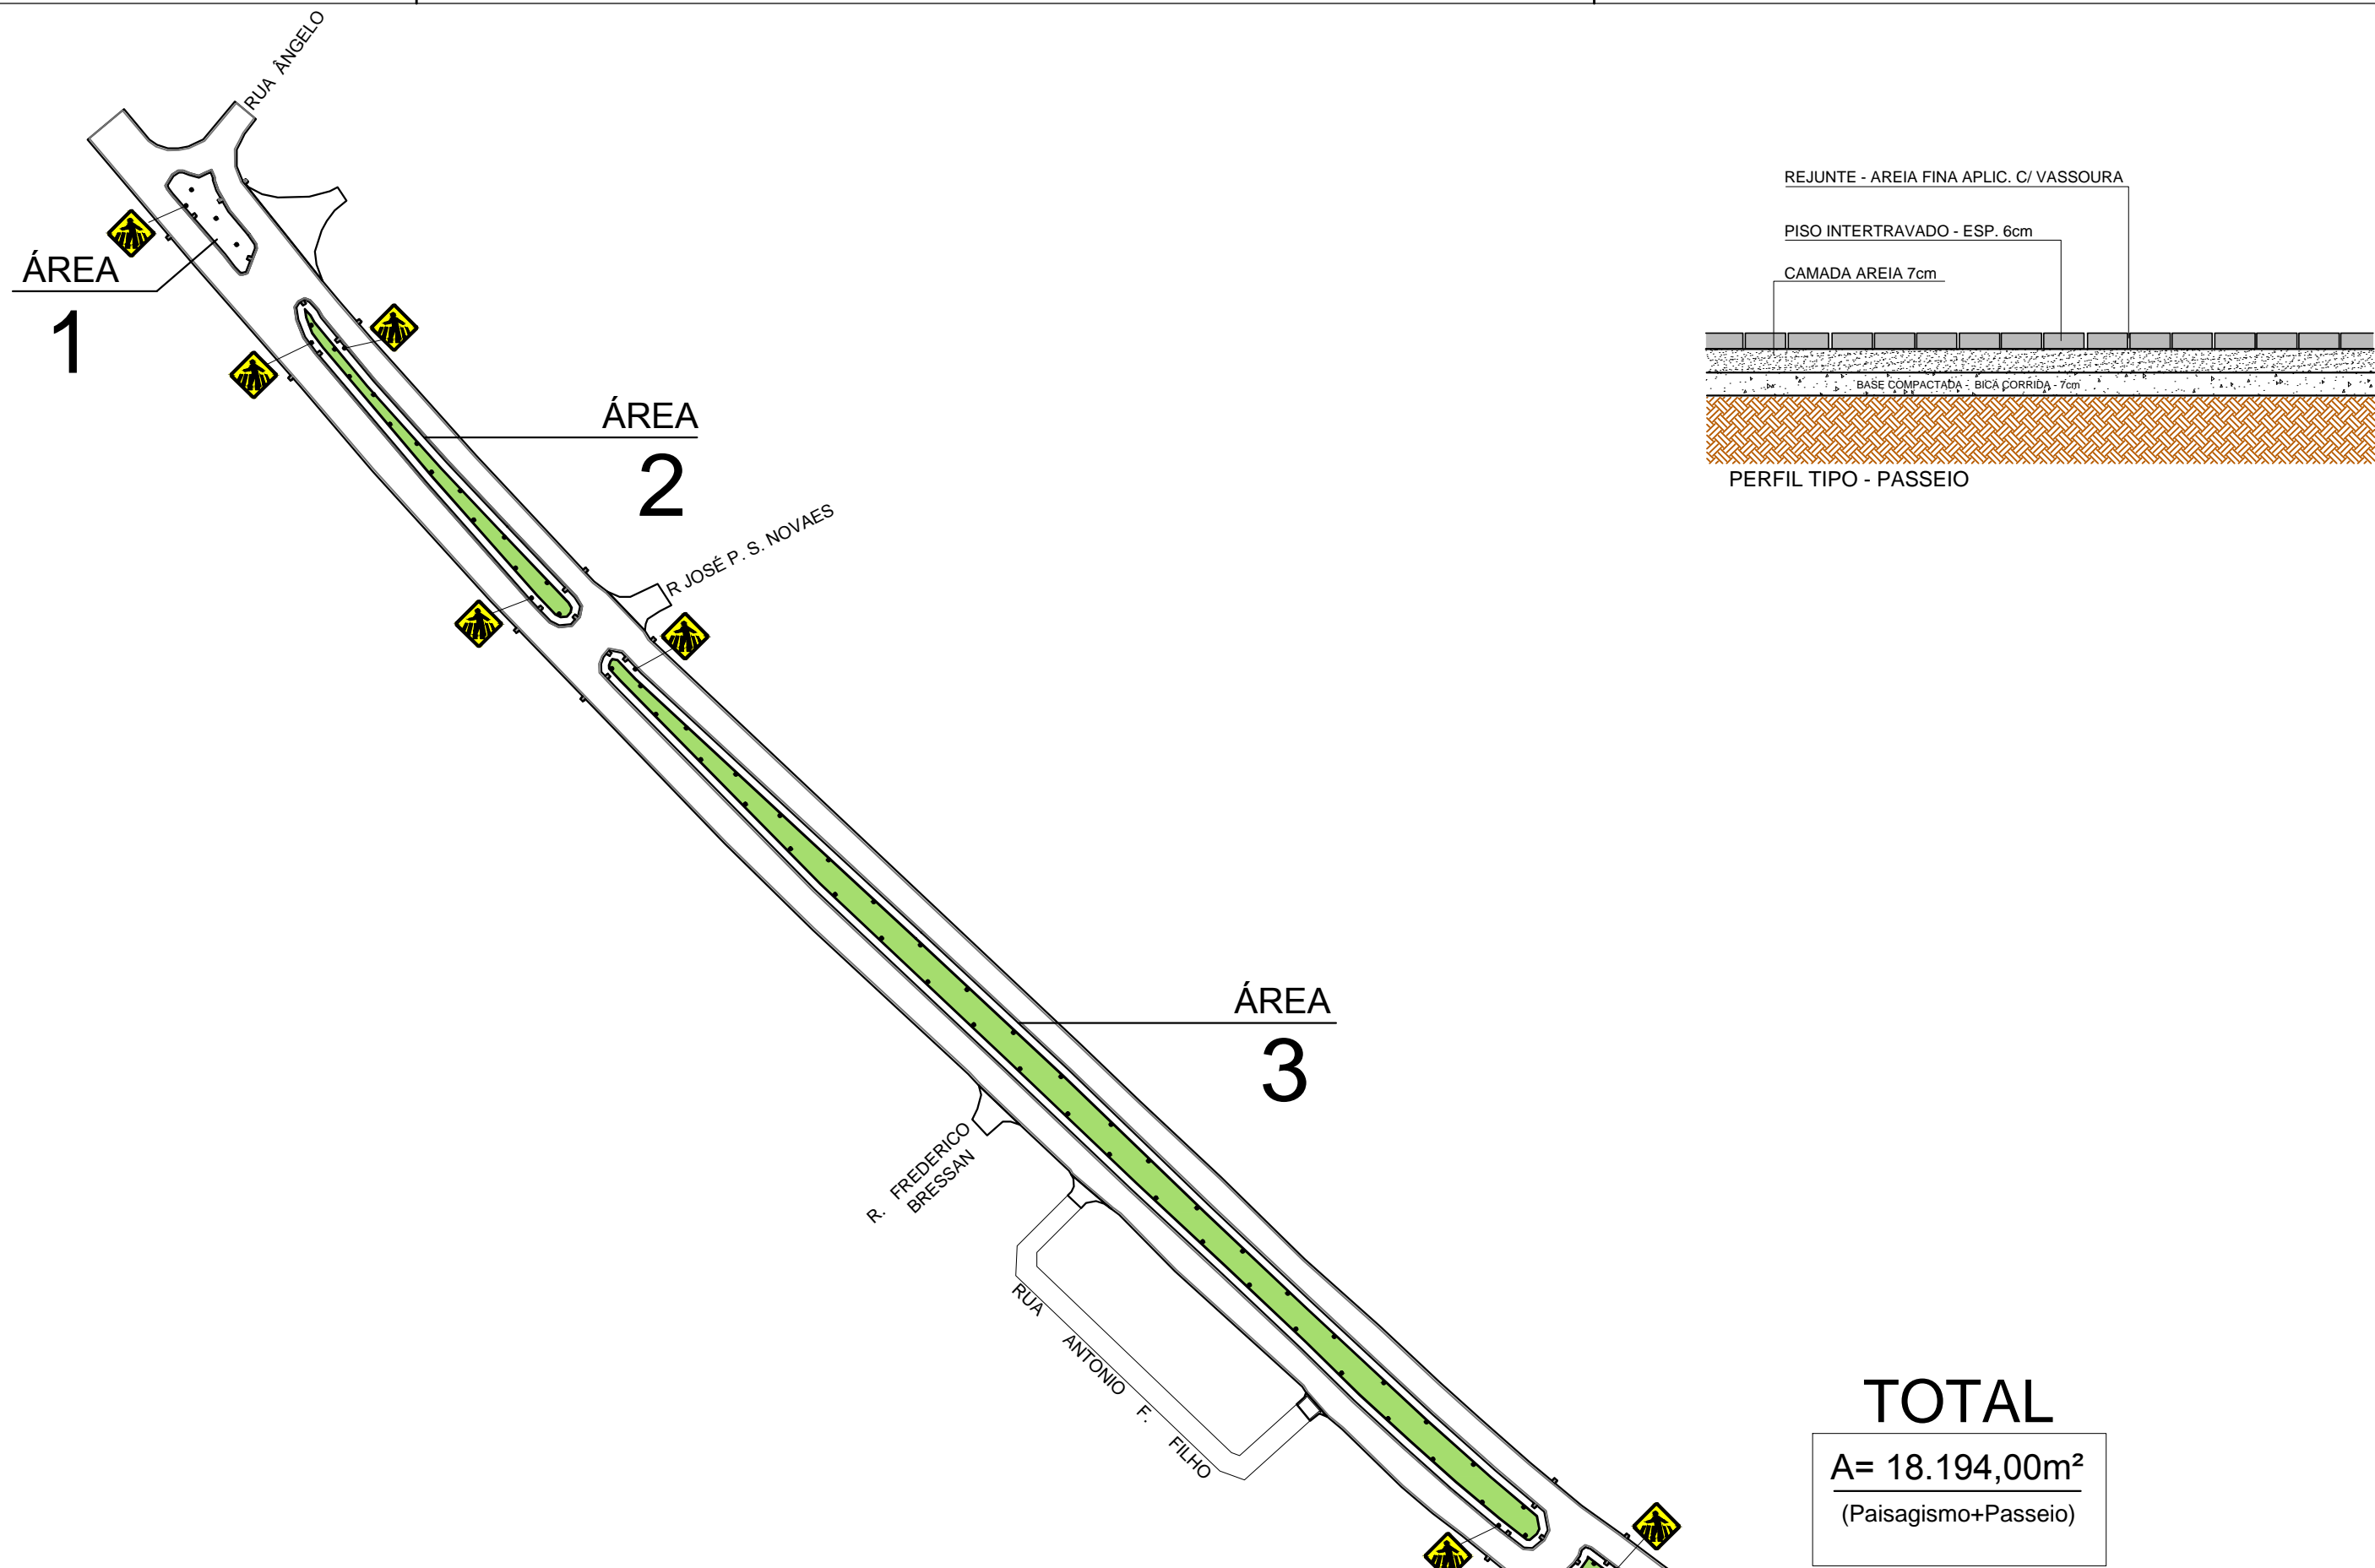 RUA ÂNGELO
REJUNTE - AREIA FINA APLIC. C/ VASSOURA
PISO INTERTRAVADO - ESP. 6cm
CAMADA AREIA 7cm
BASE COMPACTADA - BICA CORRIDA - 7cm
PERFIL TIPO - PASSEIO
ÁREA
1
ÁREA
2
R JOSÉ P. S. NOVAES
ÁREA
3
R. FREDERICO
BRESSAN
RUA ANTONIO F. FILHO
TOTAL
A= 18.194,00m²
(Paisagismo+Passeio)